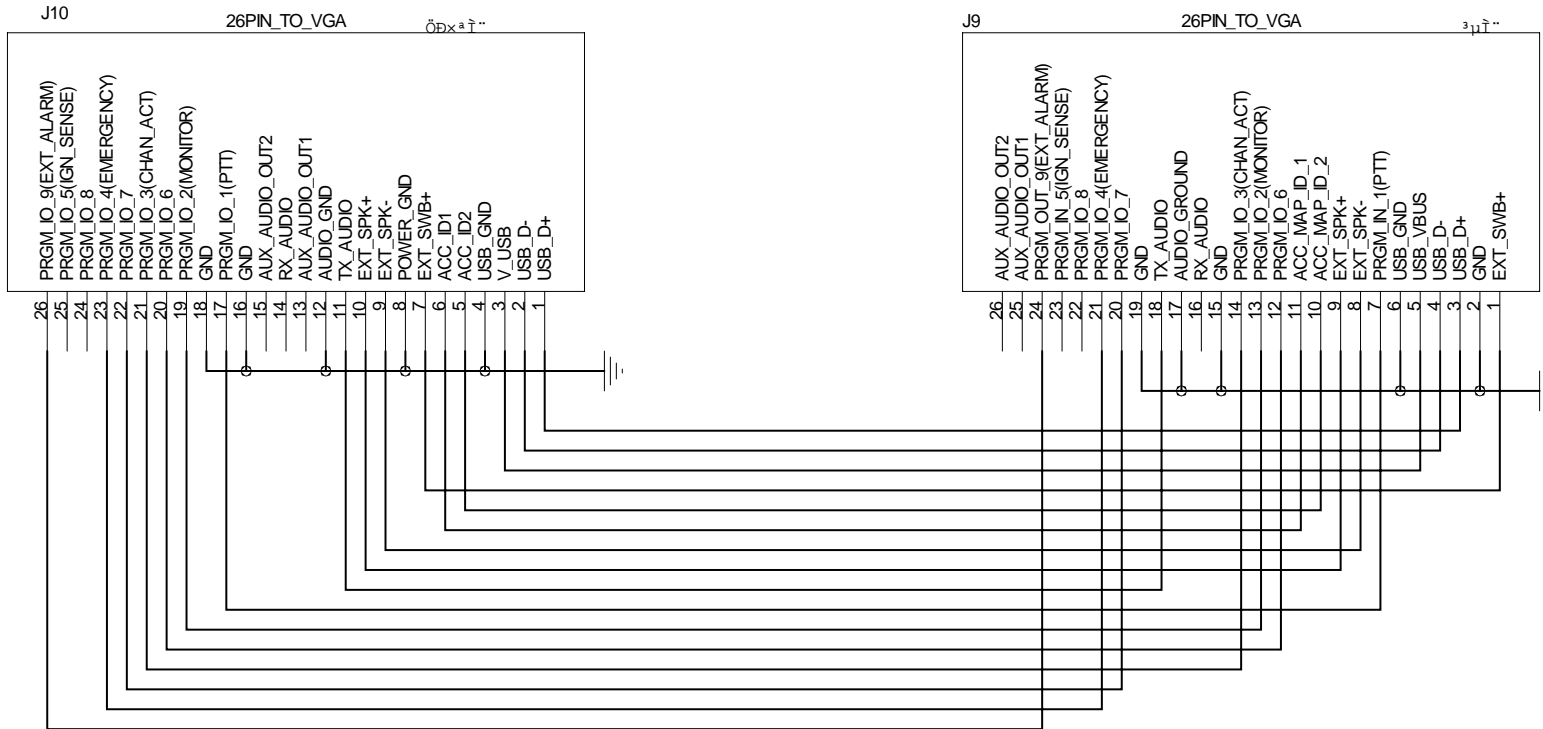 J10
26PIN_TO_VGA
ÖÐ×ªÌ¨
PRGM_IO_9(EXT_ALARM)
PRGM_IO_5(IGN_SENSE)
PRGM_IO_8
PRGM_IO_4(EMERGENCY)
PRGM_IO_7
PRGM_IO_3(CHAN_ACT)
PRGM_IO_6
PRGM_IO_2(MONITOR)
GND
PRGM_IO_1(PTT)
GND
AUX_AUDIO_OUT2
RX_AUDIO
AUX_AUDIO_OUT1
AUDIO_GND
TX_AUDIO
EXT_SPK+
EXT_SPK-
POWER_GND
EXT_SWB+
ACC_ID1
ACC_ID2
USB_GND
V_USB
USB_D-
USB_D+
26
25
24
23
22
21
20
19
18
17
16
15
14
13
12
11
10
9
8
7
6
5
4
3
2
1
J9
26PIN_TO_VGA
³µÌ¨
AUX_AUDIO_OUT2
AUX_AUDIO_OUT1
PRGM_OUT_9(EXT_ALARM)
PRGM_IN_5(IGN_SENSE)
PRGM_IO_8
PRGM_IO_4(EMERGENCY)
PRGM_IO_7
GND
TX_AUDIO
AUDIO_GROUND
RX_AUDIO
GND
PRGM_IO_3(CHAN_ACT)
PRGM_IO_2(MONITOR)
PRGM_IO_6
ACC_MAP_ID_1
ACC_MAP_ID_2
EXT_SPK+
EXT_SPK-
PRGM_IN_1(PTT)
USB_GND
USB_VBUS
USB_D-
USB_D+
GND
EXT_SWB+
26
25
24
23
22
21
20
19
18
17
16
15
14
13
12
11
10
9
8
7
6
5
4
3
2
1